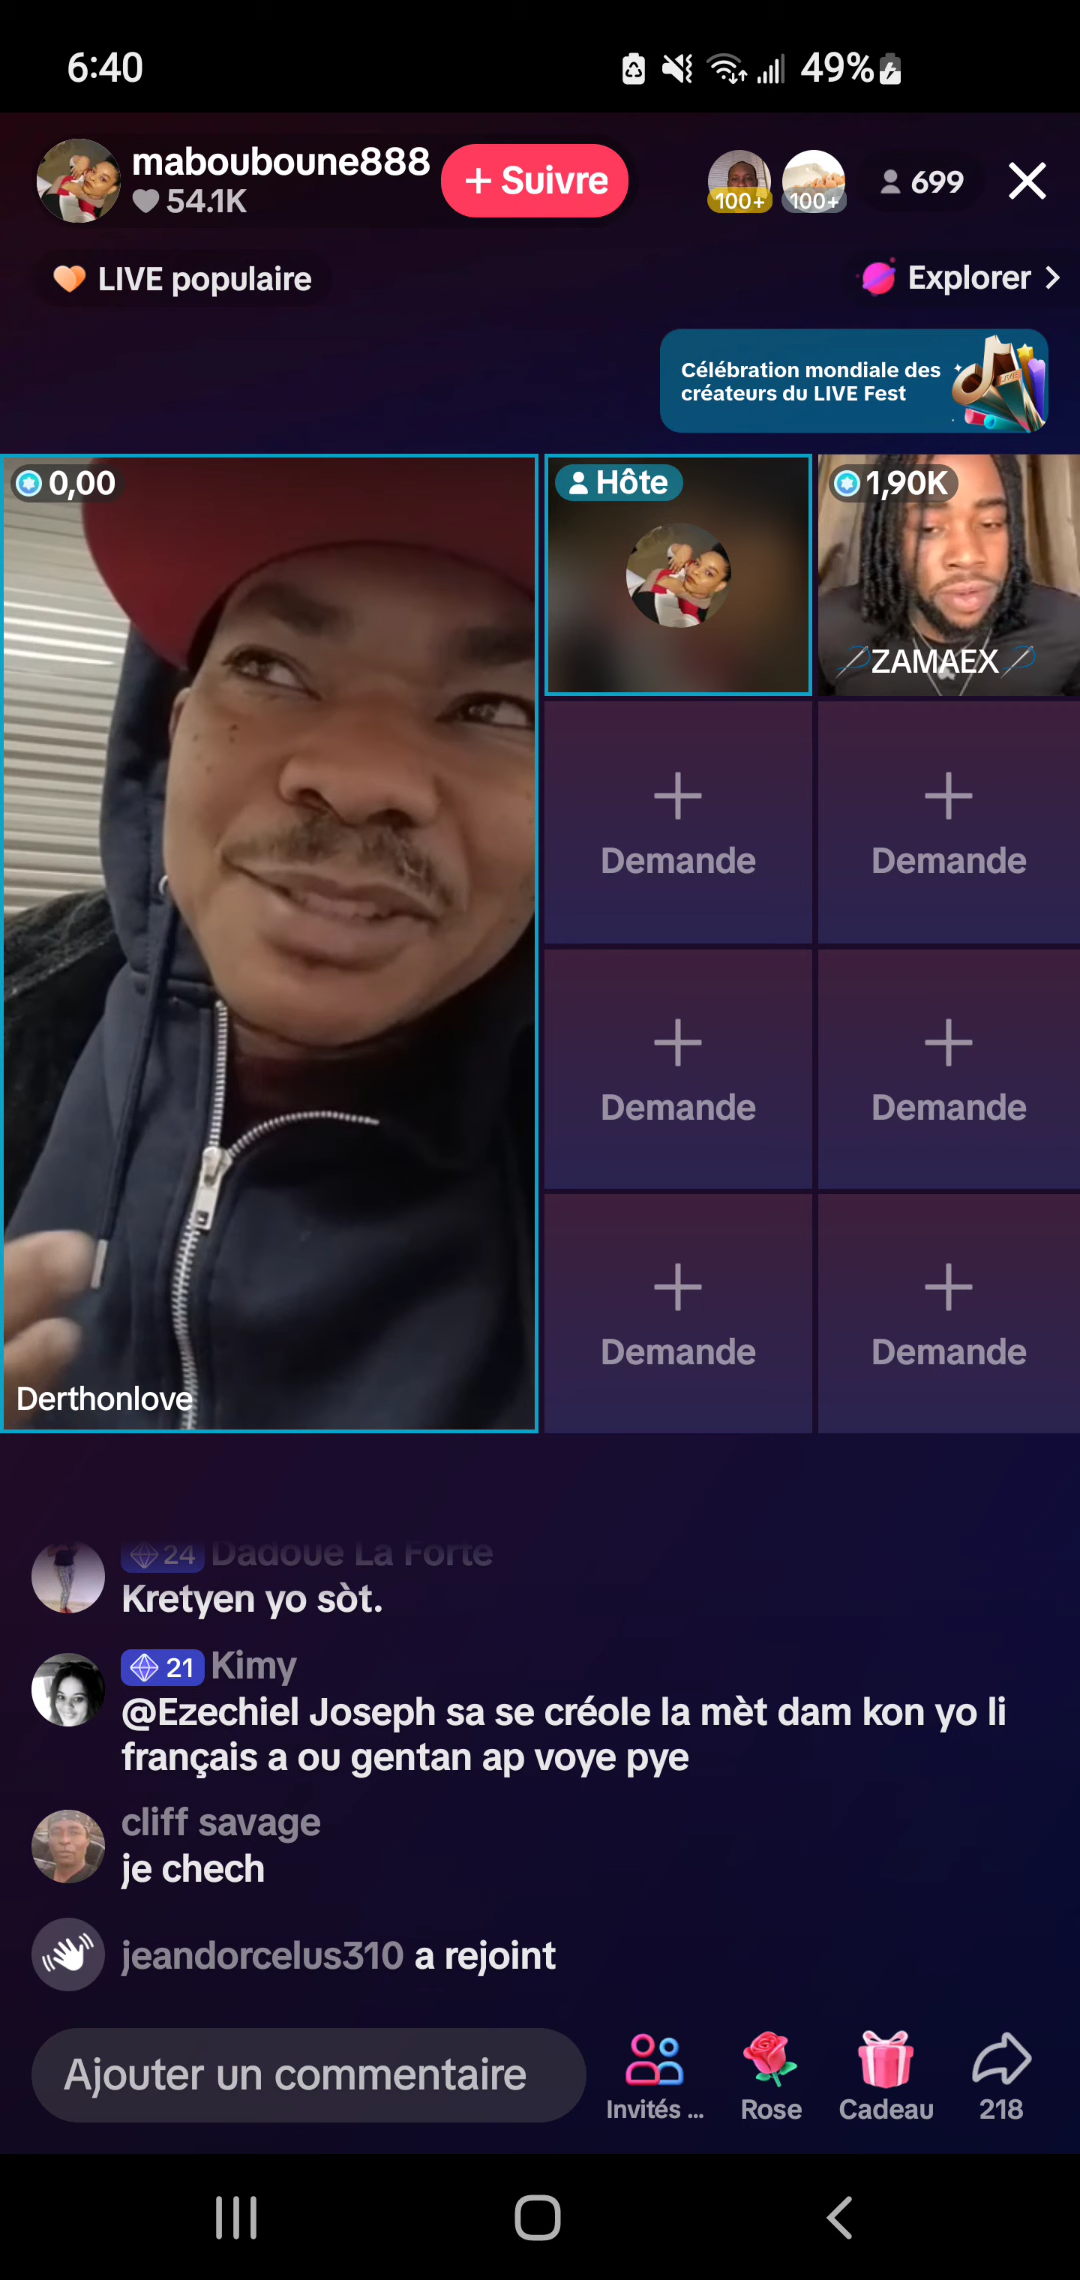 6:40
49%
mabouboune888
54.1K
+ Suivre
100+
100+
699
LIVE populaire
Explorer
Célébration mondiale des
créateurs du LIVE Fest
0,00
Hôte
1,90K
ZAMAEX
Demande
Demande
Demande
Demande
Demande
Demande
Derthonlove
24 Dadoue La Forte
Kretyen yo sòt.
21 Kimy
@Ezechiel Joseph sa se créole la mèt dam kon yo li
français a ou gentan ap voye pye
cliff savage
je chech
jeandorcelus310 a rejoint
Ajouter un commentaire
Invités ...
Rose
Cadeau
218